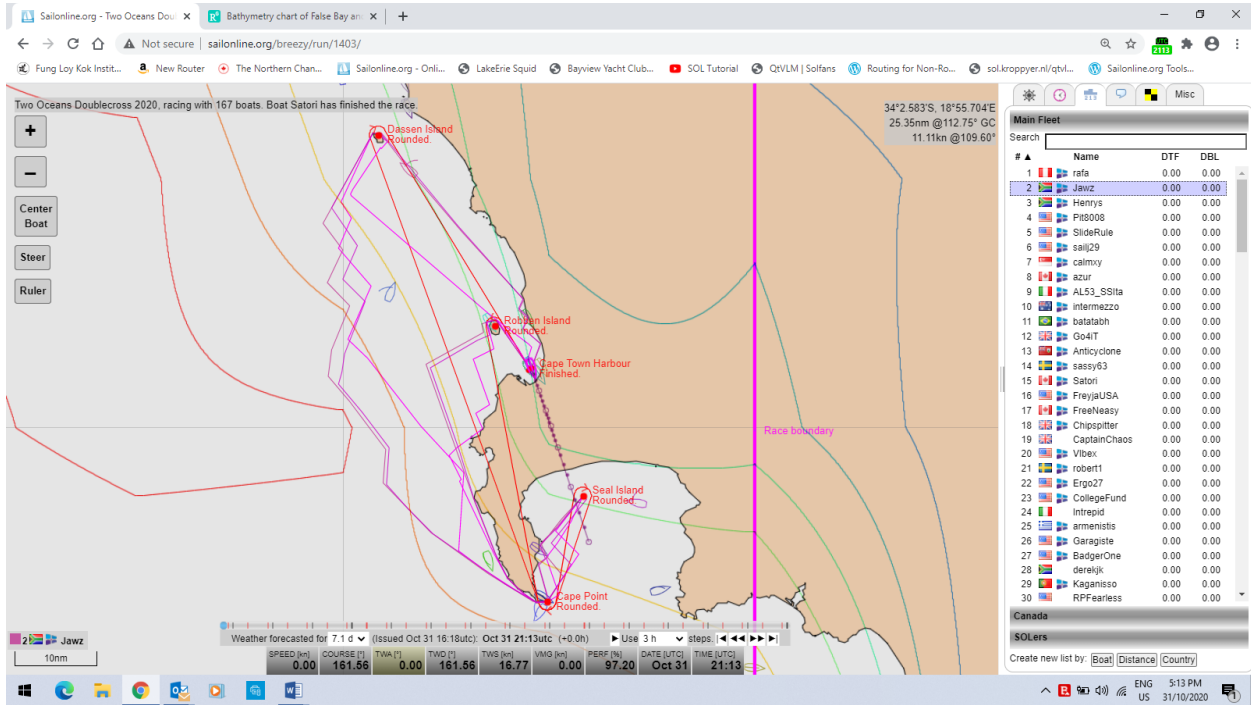 Sailonline.org - Two Oceans Dou
Bathymetry chart of False Bay an
Not secure | sailonline.org/breezy/run/1403/
2113
Fung Loy Kok Instit...
New Router
The Northern Chan...
Sailonline.org - Onli...
LakeErie Squid
Bayview Yacht Club...
SOL Tutorial
QtVLM | Solfans
Routing for Non-Ro...
sol.kroppyer.nl/qtvl...
Sailonline.org Tools...
Two Oceans Doublecross 2020, racing with 167 boats. Boat Satori has finished the race.
34°2.583'S, 18°55.704'E
25.35nm @112.75° GC
11.11kn @109.60°
+
−
Center
Boat
Steer
Ruler
Dassen Island
Rounded.
Robben Island
Rounded.
Cape Town Harbour
Finished.
Race boundary
Seal Island
Rounded
Cape Point
Rounded.
213
Misc
Main Fleet
Search
# ▲ Name DTF DBL
1 rafa 0.00 0.00
2 Jawz 0.00 0.00
3 Henrys 0.00 0.00
4 Pit8008 0.00 0.00
5 SlideRule 0.00 0.00
6 sailj29 0.00 0.00
7 calmxy 0.00 0.00
8 azur 0.00 0.00
9 AL53_SSIta 0.00 0.00
10 intermezzo 0.00 0.00
11 batatabh 0.00 0.00
12 Go4iT 0.00 0.00
13 Anticyclone 0.00 0.00
14 sassy63 0.00 0.00
15 Satori 0.00 0.00
16 FreyjaUSA 0.00 0.00
17 FreeNeasy 0.00 0.00
18 Chipspitter 0.00 0.00
19 CaptainChaos 0.00 0.00
20 Vlbex 0.00 0.00
21 robert1 0.00 0.00
22 Ergo27 0.00 0.00
23 CollegeFund 0.00 0.00
24 Intrepid 0.00 0.00
25 armenistis 0.00 0.00
26 Garagiste 0.00 0.00
27 BadgerOne 0.00 0.00
28 derekjk 0.00 0.00
29 Kaganisso 0.00 0.00
30 RPFearless 0.00 0.00
Canada
SOLers
Create new list by: Boat Distance Country
2 Jawz
10nm
Weather forecasted for 7.1 d (Issued Oct 31 16:18utc): Oct 31 21:13utc (+0.0h) Use 3 h steps.
SPEED [kn] COURSE [°] TWA [°] TWD [°] TWS [kn] VMG [kn] PERF [%] DATE [UTC] TIME [UTC]
0.00 161.56 0.00 161.56 16.77 0.00 97.20 Oct 31 21:13
ENG
US
5:13 PM
31/10/2020